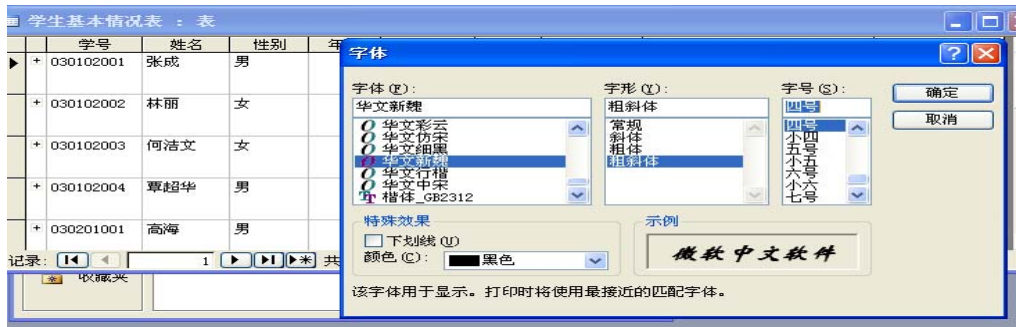 学生基本情况表 : 表
学号 姓名 性别 年
+ 030102001 张成 男
+ 030102002 林丽 女
+ 030102003 何洁文 女
+ 030102004 覃超华 男
+ 030201001 高海 男
记录: 1 共
收藏夹
字体
字体(F):
华文新魏
华文彩云
华文仿宋
华文细黑
华文新魏
华文行楷
华文中宋
楷体_GB2312
字形(Y):
粗斜体
常规
斜体
粗体
粗斜体
字号(S):
四号
四号
小四
五号
小五
六号
小六
七号
确定
取消
特殊效果
下划线(U)
颜色(C): 黑色
示例
微软中文软件
该字体用于显示。打印时将使用最接近的匹配字体。